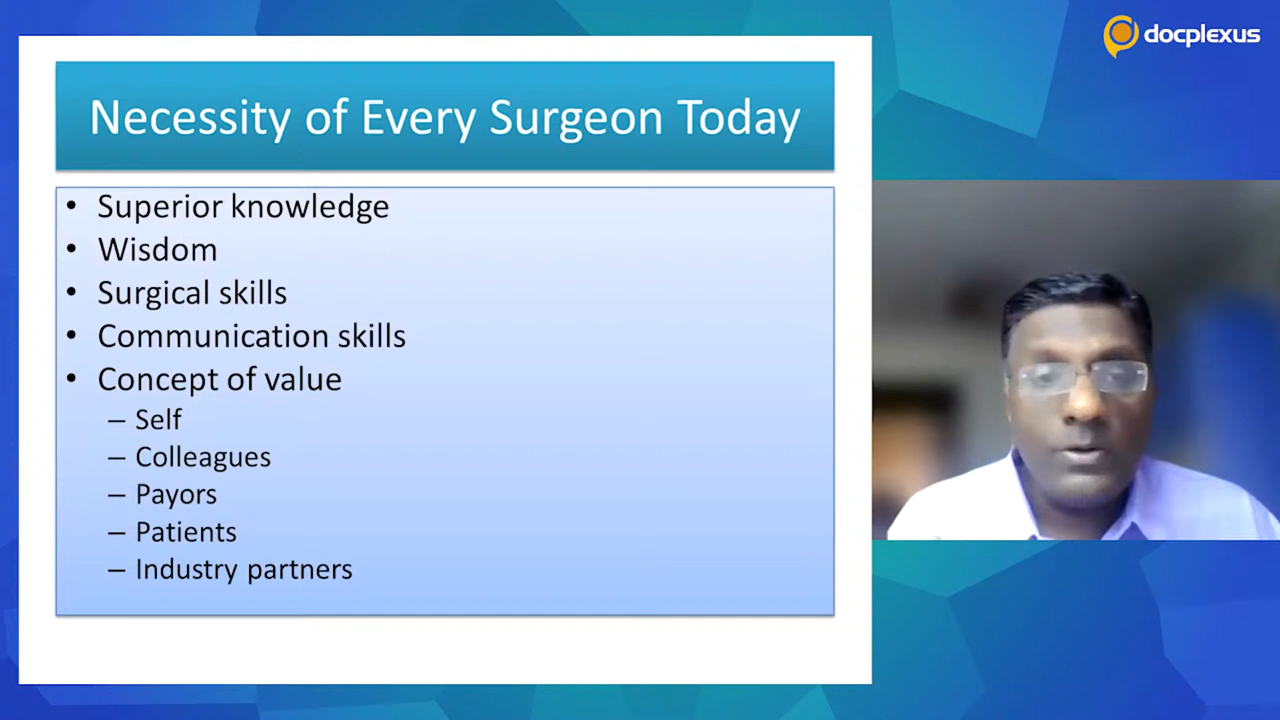 docplexus
Necessity of Every Surgeon Today
• Superior knowledge
• Wisdom
• Surgical skills
• Communication skills
• Concept of value
– Self
– Colleagues
– Payors
– Patients
– Industry partners